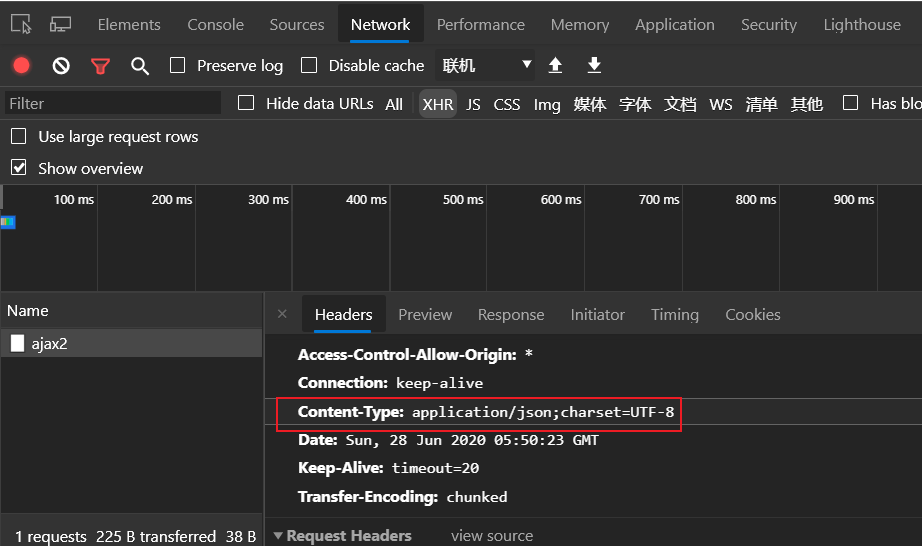 Elements Console Sources Network Performance Memory Application Security Lighthouse
Preserve log Disable cache 联机
Filter Hide data URLs All XHR JS CSS Img 媒体 字体 文档 WS 清单 其他 Has blo
Use large request rows
Show overview
100 ms 200 ms 300 ms 400 ms 500 ms 600 ms 700 ms 800 ms 900 ms
Name × Headers Preview Response Initiator Timing Cookies
ajax2
Access-Control-Allow-Origin: *
Connection: keep-alive
Content-Type: application/json;charset=UTF-8
Date: Sun, 28 Jun 2020 05:50:23 GMT
Keep-Alive: timeout=20
Transfer-Encoding: chunked
1 requests 225 B transferred 38 B ▼Request Headers view source